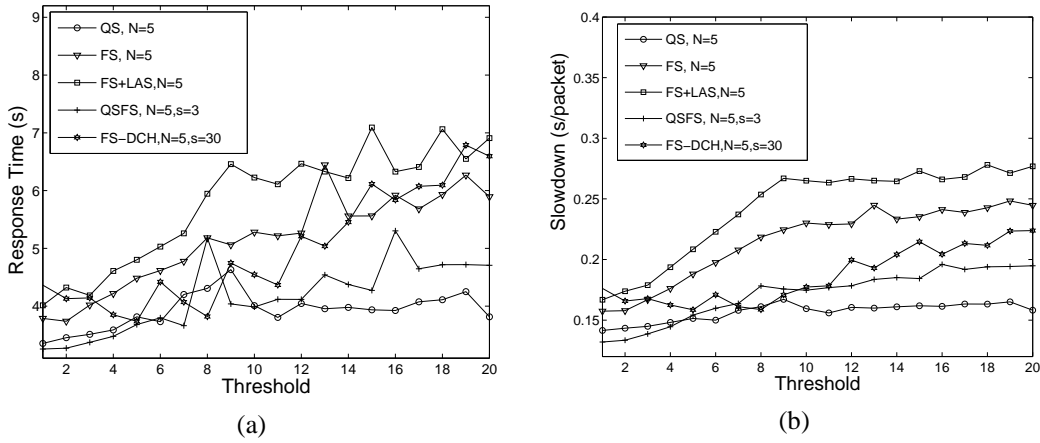 9
8
7
6
5
4
Response Time (s)
QS, N=5
FS, N=5
FS+LAS,N=5
QSFS, N=5,s=3
FS−DCH,N=5,s=30
2 4 6 8 10 12 14 16 18 20
Threshold
(a)
0.4
0.35
0.3
0.25
0.2
0.15
0.1
Slowdown (s/packet)
QS, N=5
FS, N=5
FS+LAS,N=5
QSFS, N=5,s=3
FS−DCH,N=5,s=30
2 4 6 8 10 12 14 16 18 20
Threshold
(b)